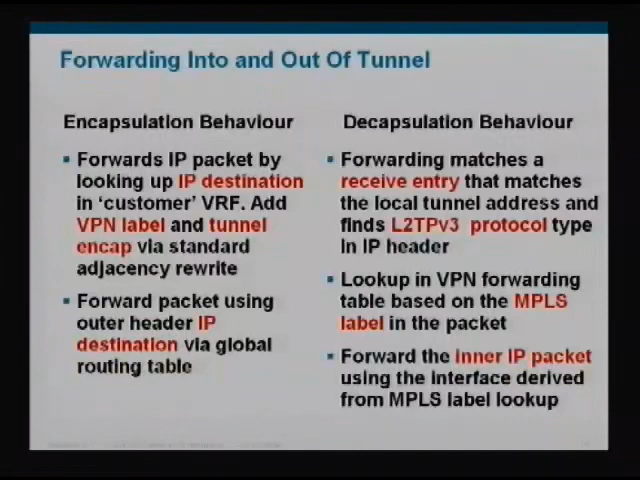 Forwarding Into and Out Of Tunnel
Encapsulation Behaviour
Forwards IP packet by
looking up IP destination
in ‘customer’ VRF. Add
VPN label and tunnel
encap via standard
adjacency rewrite
Forward packet using
outer header IP
destination via global
routing table
Decapsulation Behaviour
Forwarding matches a
receive entry that matches
the local tunnel address and
finds L2TPv3 protocol type
in IP header
Lookup in VPN forwarding
table based on the MPLS
label in the packet
Forward the inner IP packet
using the interface derived
from MPLS label lookup